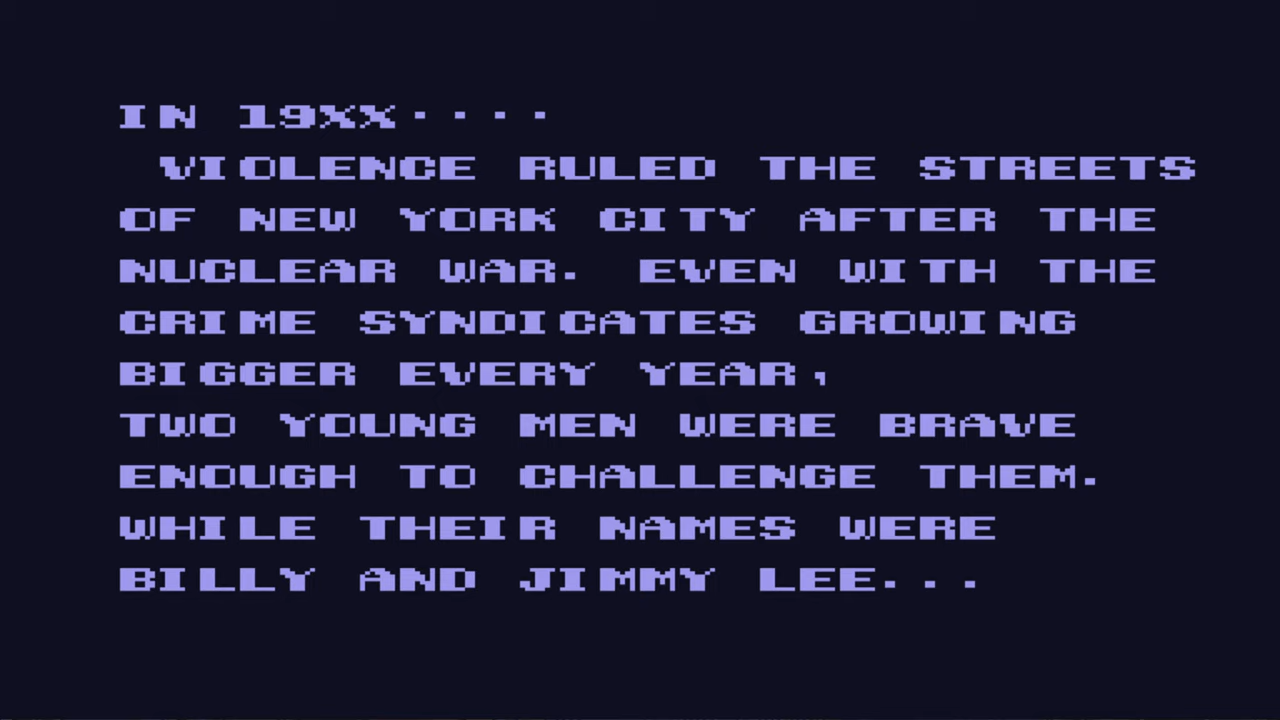 IN 19XX····
VIOLENCE RULED THE STREETS
OF NEW YORK CITY AFTER THE
NUCLEAR WAR. EVEN WITH THE
CRIME SYNDICATES GROWING
BIGGER EVERY YEAR,
TWO YOUNG MEN WERE BRAVE
ENOUGH TO CHALLENGE THEM.
WHILE THEIR NAMES WERE
BILLY AND JIMMY LEE...